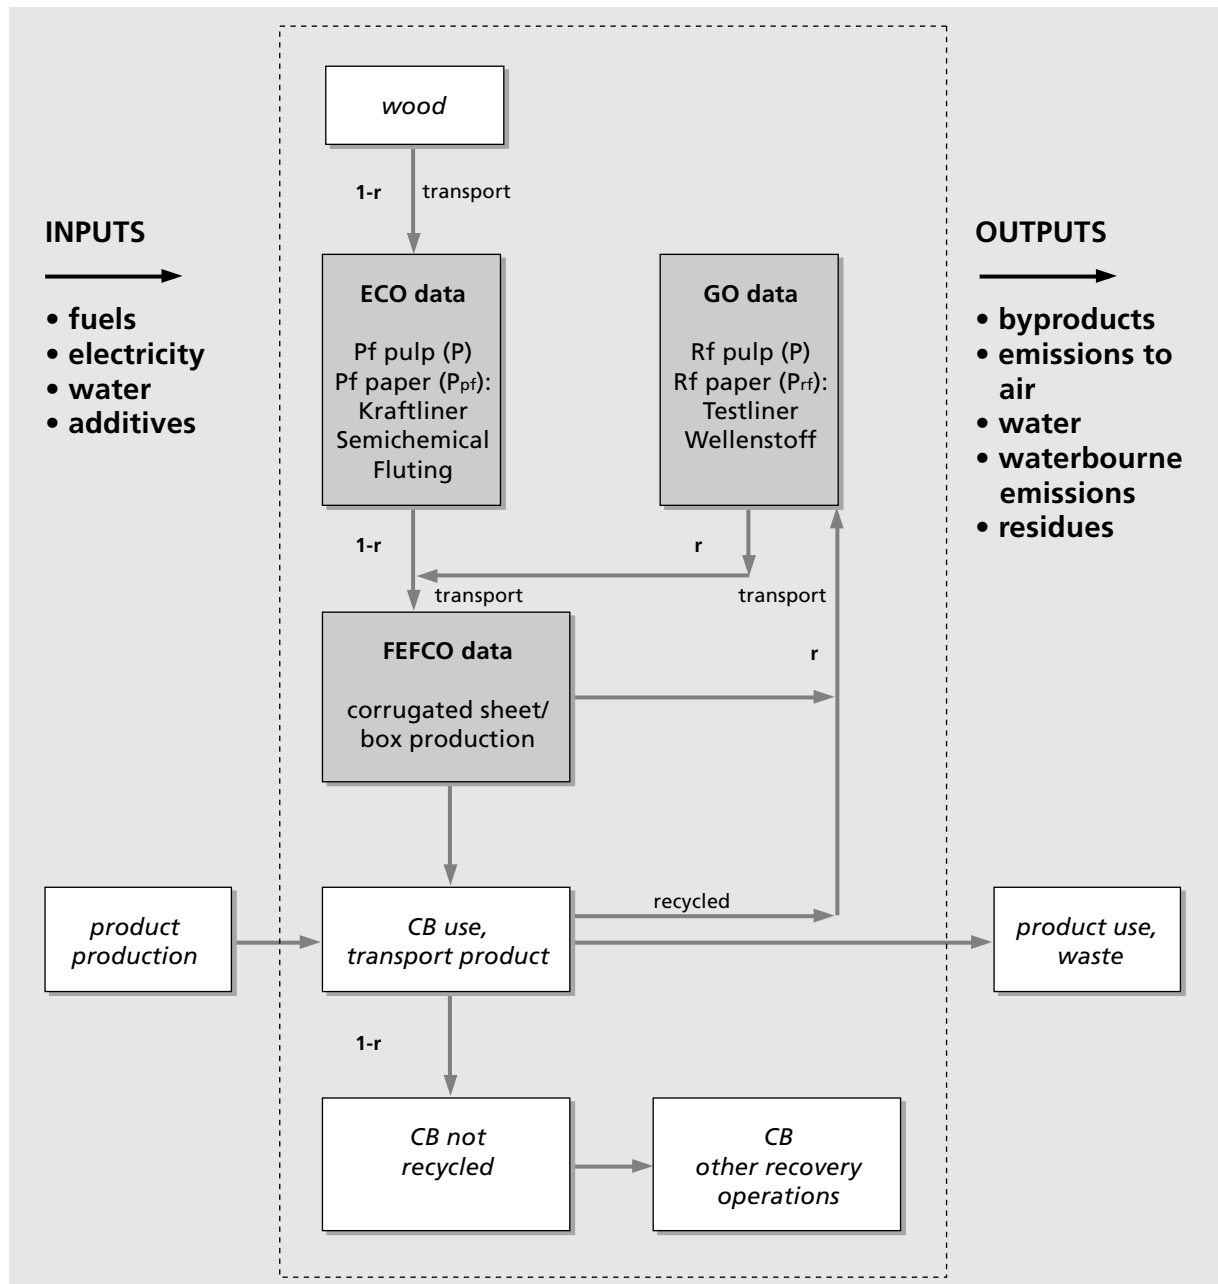 wood
1-r
transport
INPUTS
• fuels
• electricity
• water
• additives
OUTPUTS
• byproducts
• emissions to
air
• water
• waterbourne
emissions
• residues
ECO data
Pf pulp (P)
Pf paper (Ppf):
Kraftliner
Semichemical
Fluting
GO data
Rf pulp (P)
Rf paper (Prf):
Testliner
Wellenstoff
1-r
r
transport
transport
FEFCO data
corrugated sheet/
box production
r
product
production
CB use,
transport product
recycled
product use,
waste
1-r
CB not
recycled
CB
other recovery
operations